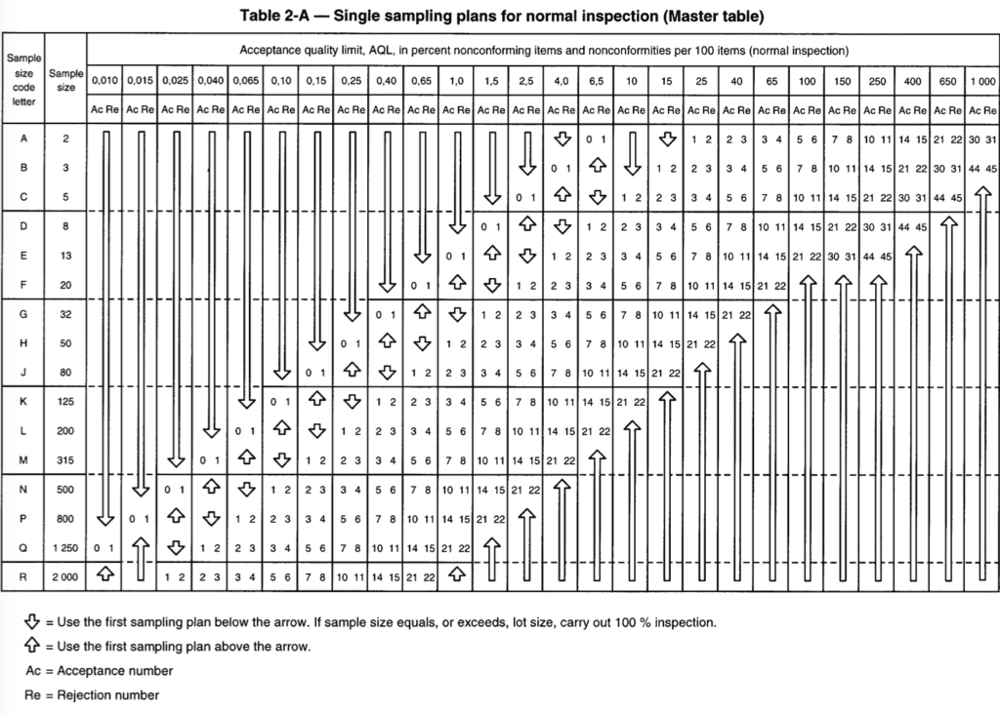 Table 2-A — Single sampling plans for normal inspection (Master table)
Sample size code letter
Sample size
Acceptance quality limit, AQL, in percent nonconforming items and nonconformities per 100 items (normal inspection)
0,010 0,015 0,025 0,040 0,065 0,10 0,15 0,25 0,40 0,65 1,0 1,5 2,5 4,0 6,5 10 15 25 40 65 100 150 250 400 650 1 000
Ac Re Ac Re Ac Re Ac Re Ac Re Ac Re Ac Re Ac Re Ac Re Ac Re Ac Re Ac Re Ac Re Ac Re Ac Re Ac Re Ac Re Ac Re Ac Re Ac Re Ac Re Ac Re Ac Re Ac Re Ac Re Ac Re
A 2 0 1 1 2 2 3 3 4 5 6 7 8 10 11 14 15 21 22 30 31
B 3 0 1 1 2 2 3 3 4 5 6 7 8 10 11 14 15 21 22 30 31 44 45
C 5 0 1 1 2 2 3 3 4 5 6 7 8 10 11 14 15 21 22 30 31 44 45
D 8 0 1 1 2 2 3 3 4 5 6 7 8 10 11 14 15 21 22 30 31 44 45
E 13 0 1 1 2 2 3 3 4 5 6 7 8 10 11 14 15 21 22 30 31 44 45
F 20 0 1 1 2 2 3 3 4 5 6 7 8 10 11 14 15 21 22
G 32 0 1 1 2 2 3 3 4 5 6 7 8 10 11 14 15 21 22
H 50 0 1 1 2 2 3 3 4 5 6 7 8 10 11 14 15 21 22
J 80 0 1 1 2 2 3 3 4 5 6 7 8 10 11 14 15 21 22
K 125 0 1 1 2 2 3 3 4 5 6 7 8 10 11 14 15 21 22
L 200 0 1 1 2 2 3 3 4 5 6 7 8 10 11 14 15 21 22
M 315 0 1 1 2 2 3 3 4 5 6 7 8 10 11 14 15 21 22
N 500 0 1 1 2 2 3 3 4 5 6 7 8 10 11 14 15 21 22
P 800 0 1 1 2 2 3 3 4 5 6 7 8 10 11 14 15 21 22
Q 1 250 0 1 1 2 2 3 3 4 5 6 7 8 10 11 14 15 21 22
R 2 000 1 2 2 3 3 4 5 6 7 8 10 11 14 15 21 22
= Use the first sampling plan below the arrow. If sample size equals, or exceeds, lot size, carry out 100 % inspection.
= Use the first sampling plan above the arrow.
Ac = Acceptance number
Re = Rejection number